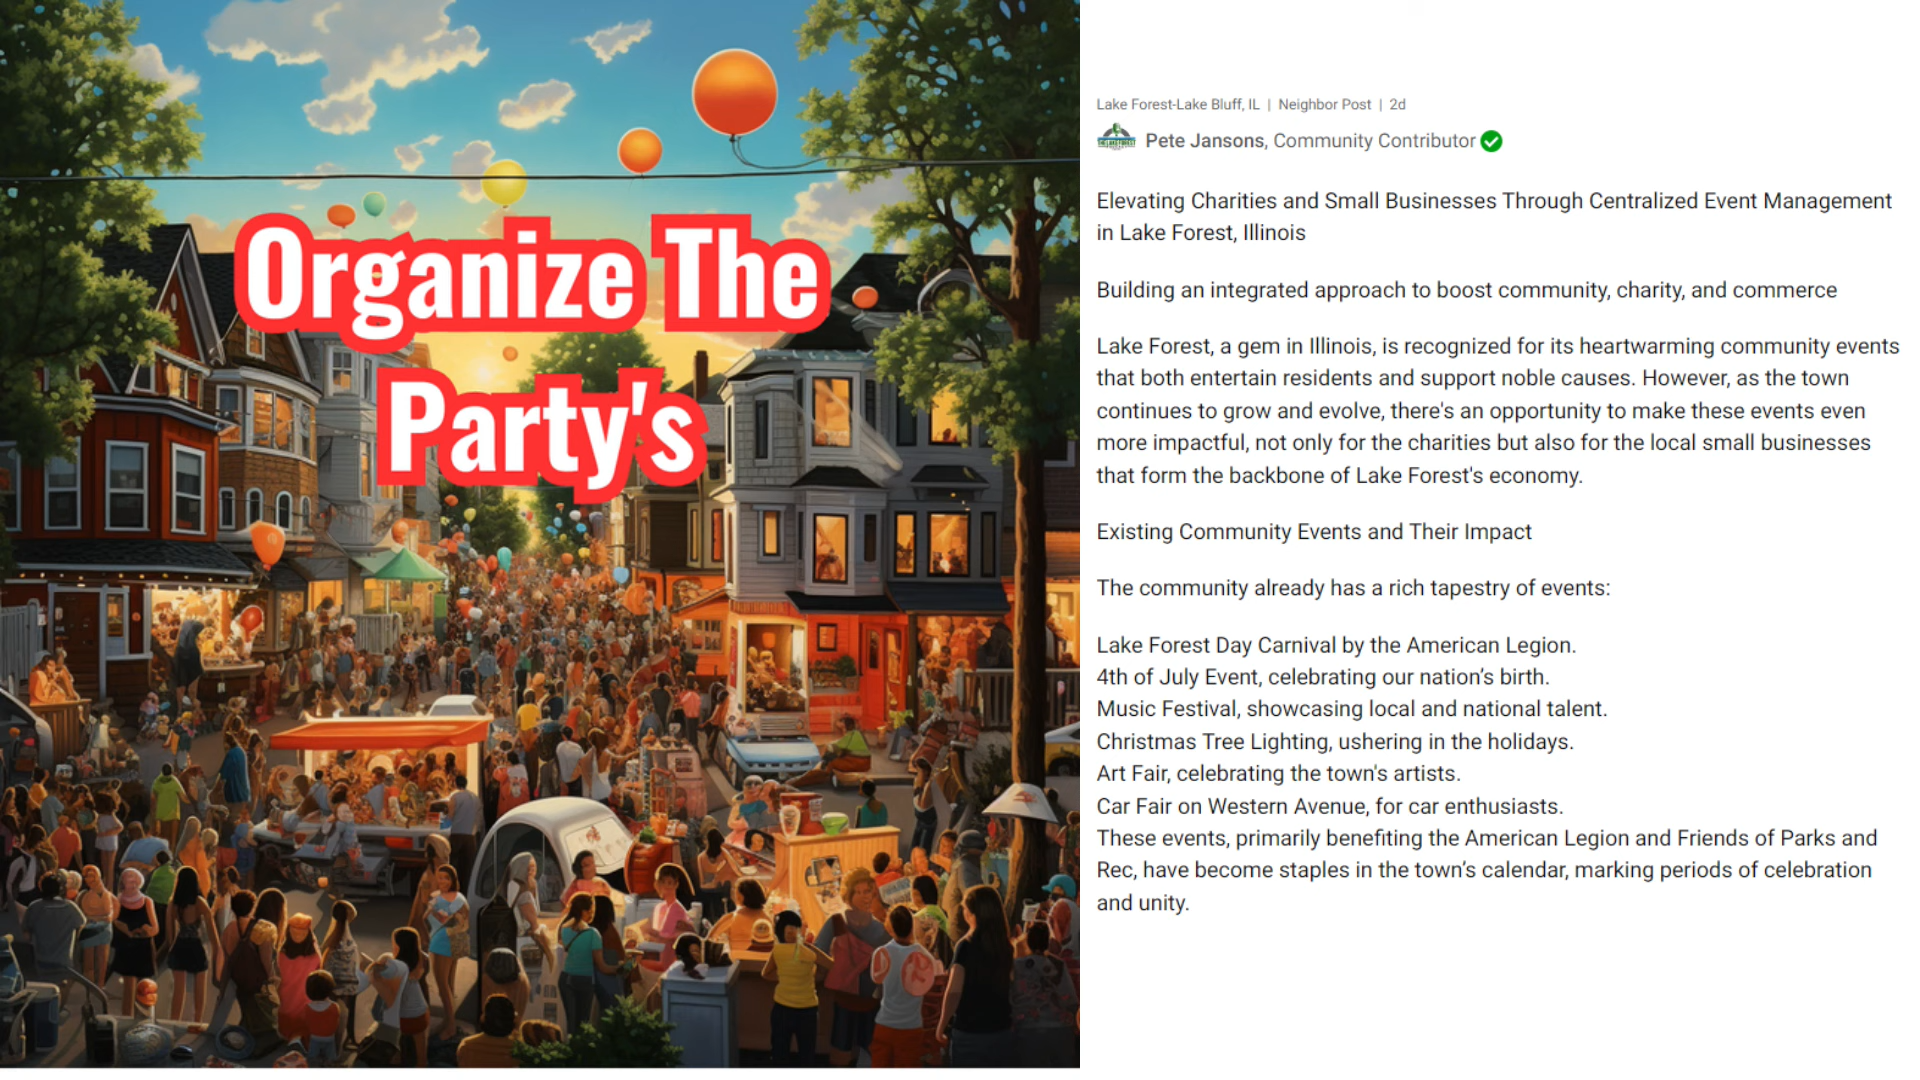 Organize The
Party's
Lake Forest-Lake Bluff, IL | Neighbor Post | 2d
Pete Jansons, Community Contributor
Elevating Charities and Small Businesses Through Centralized Event Management
in Lake Forest, Illinois
Building an integrated approach to boost community, charity, and commerce
Lake Forest, a gem in Illinois, is recognized for its heartwarming community events
that both entertain residents and support noble causes. However, as the town
continues to grow and evolve, there's an opportunity to make these events even
more impactful, not only for the charities but also for the local small businesses
that form the backbone of Lake Forest's economy.
Existing Community Events and Their Impact
The community already has a rich tapestry of events:
Lake Forest Day Carnival by the American Legion.
4th of July Event, celebrating our nation’s birth.
Music Festival, showcasing local and national talent.
Christmas Tree Lighting, ushering in the holidays.
Art Fair, celebrating the town's artists.
Car Fair on Western Avenue, for car enthusiasts.
These events, primarily benefiting the American Legion and Friends of Parks and
Rec, have become staples in the town’s calendar, marking periods of celebration
and unity.